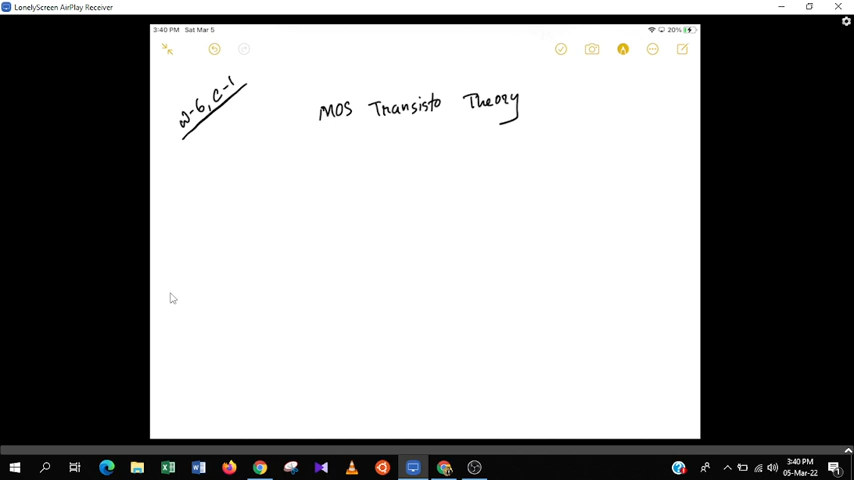 LonelyScreen AirPlay Receiver
3:40 PM Sat Mar 5
20%
W-6, C-1
MOS Transisto Theory
3:40 PM
05-Mar-22